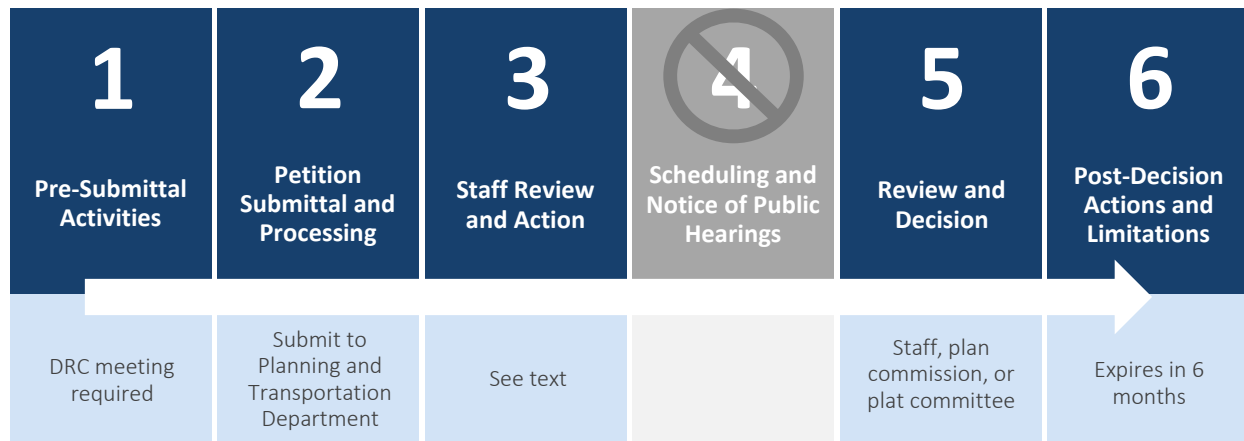 1
Pre-Submittal
Activities
DRC meeting
required
2
Petition
Submittal and
Processing
Submit to
Planning and
Transportation
Department
3
Staff Review
and Action
See text
4
Scheduling and
Notice of Public
Hearings
5
Review and
Decision
Staff, plan
commission, or
plat committee
6
Post-Decision
Actions and
Limitations
Expires in 6
months